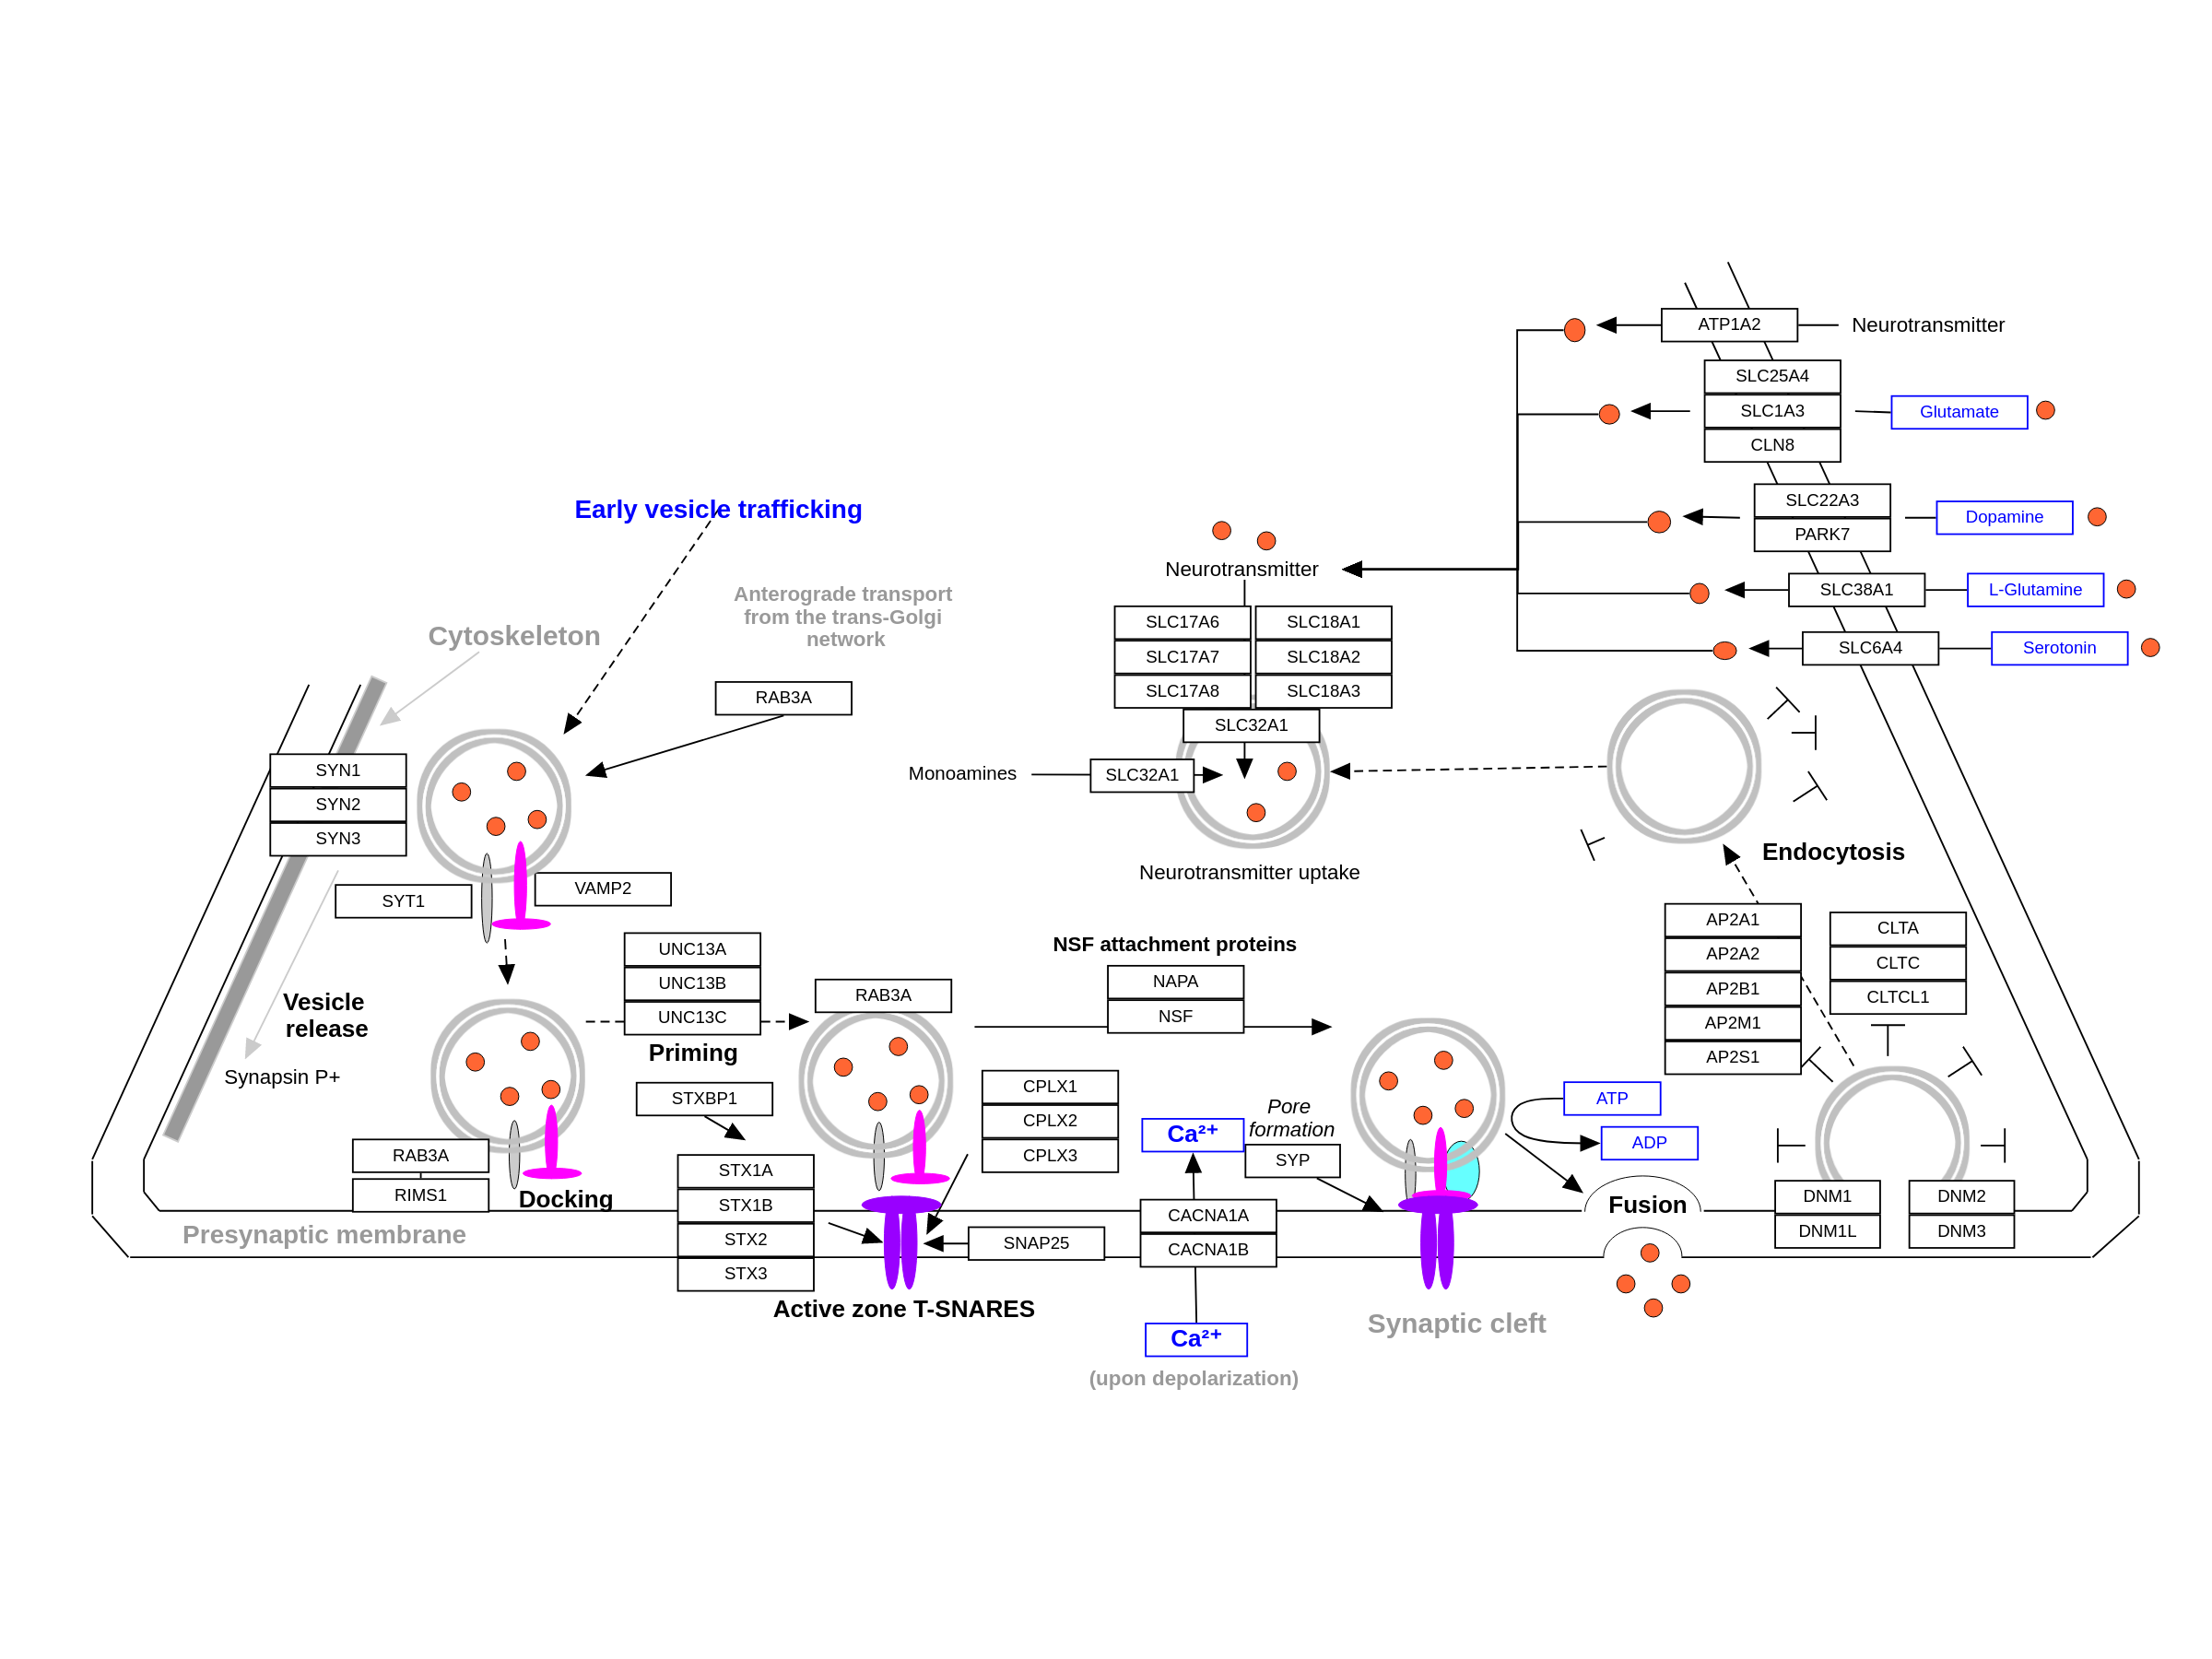 ATP1A2
Neurotransmitter
SLC25A4
SLC1A3
CLN8
Glutamate
SLC22A3
PARK7
Dopamine
SLC38A1
L-Glutamine
SLC6A4
Serotonin
Early vesicle trafficking
Anterograde transport
from the trans-Golgi
network
Cytoskeleton
RAB3A
Neurotransmitter
SLC17A6
SLC17A7
SLC17A8
SLC18A1
SLC18A2
SLC18A3
SLC32A1
Monoamines
SLC32A1
Neurotransmitter uptake
SYN1
SYN2
SYN3
SYT1
VAMP2
Endocytosis
AP2A1
AP2A2
AP2B1
AP2M1
AP2S1
CLTA
CLTC
CLTCL1
UNC13A
UNC13B
UNC13C
Priming
RAB3A
NSF attachment proteins
NAPA
NSF
Vesicle
release
Synapsin P+
STXBP1
CPLX1
CPLX2
CPLX3
Ca²⁺
Pore
formation
SYP
ATP
ADP
RAB3A
RIMS1
Docking
STX1A
STX1B
STX2
STX3
SNAP25
CACNA1A
CACNA1B
Fusion
DNM1
DNM1L
DNM2
DNM3
Presynaptic membrane
Active zone T-SNARES
Ca²⁺
(upon depolarization)
Synaptic cleft